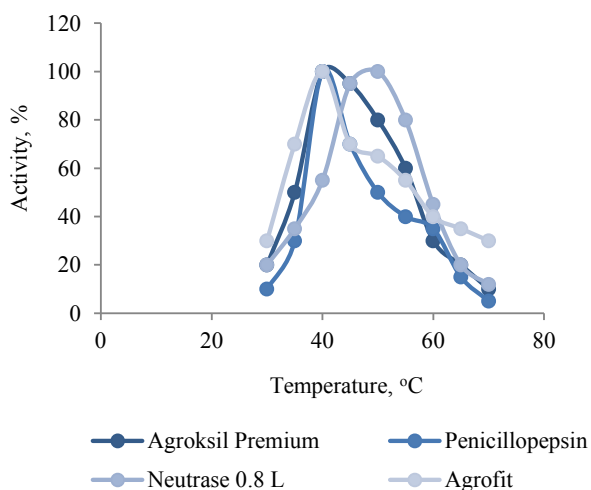 120
100
80
60
40
20
0
Activity, %
0 20 40 60 80
Temperature, °C
Agroksil Premium Penicillopepsin
Neutrase 0.8 L Agrofit